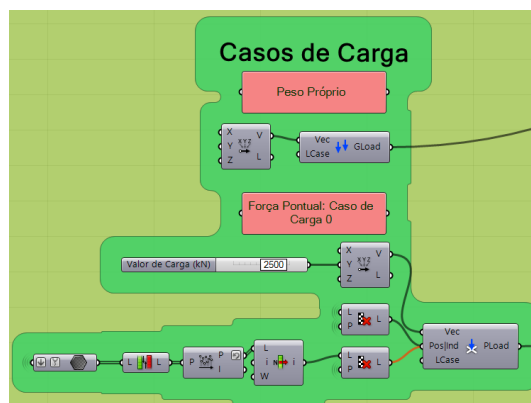 Casos de Carga
Peso Próprio
X
Y
Z
X Y Z
V
L
Vec
LCase
GLoad
Força Pontual: Caso de
Carga 0
Valor de Carga (kN)
2500
X
Y
Z
X Y Z
V
L
L
P
L
Vec
Pos|Ind
LCase
PLoad
L
L
P
P
I
L
i
W
N
i
L
P
L